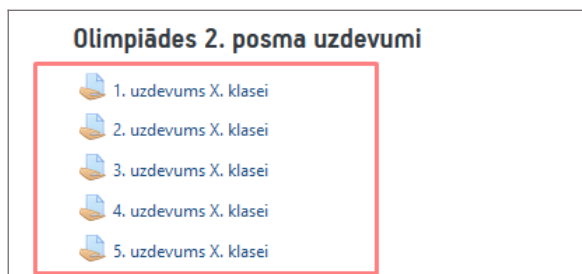 Olimpiādes 2. posma uzdevumi
1. uzdevums X. klasei
2. uzdevums X. klasei
3. uzdevums X. klasei
4. uzdevums X. klasei
5. uzdevums X. klasei